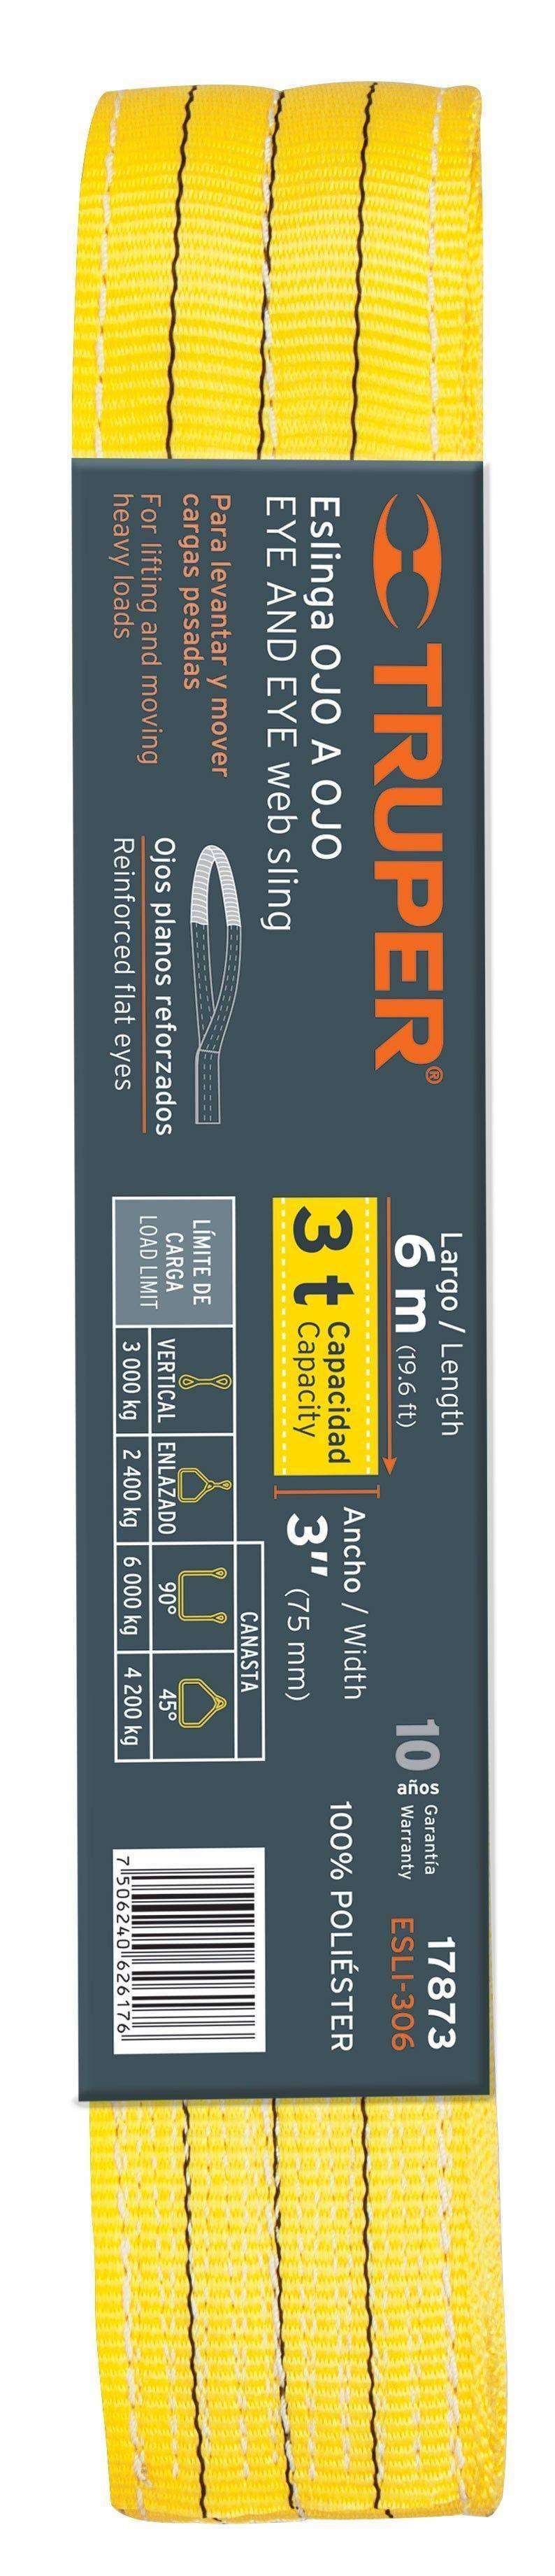 TRUPER®
Eslinga OJO A OJO
EYE AND EYE web sling
Para levantar y mover
cargas pesadas
For lifting and moving
heavy loads
Ojos planos reforzados
Reinforced flat eyes
Largo / Length
6 m (19.6 ft)
3 t Capacidad
Capacity
Ancho / Width
3" (75 mm)
LÍMITE DE
CARGA
LOAD LIMIT
CANASTA
VERTICAL ENLAZADO 90° 45°
3 000 kg 2 400 kg 6 000 kg 4 200 kg
10 años Garantía
Warranty
17873
ESLI-306
100% POLIÉSTER
7 506240 626176